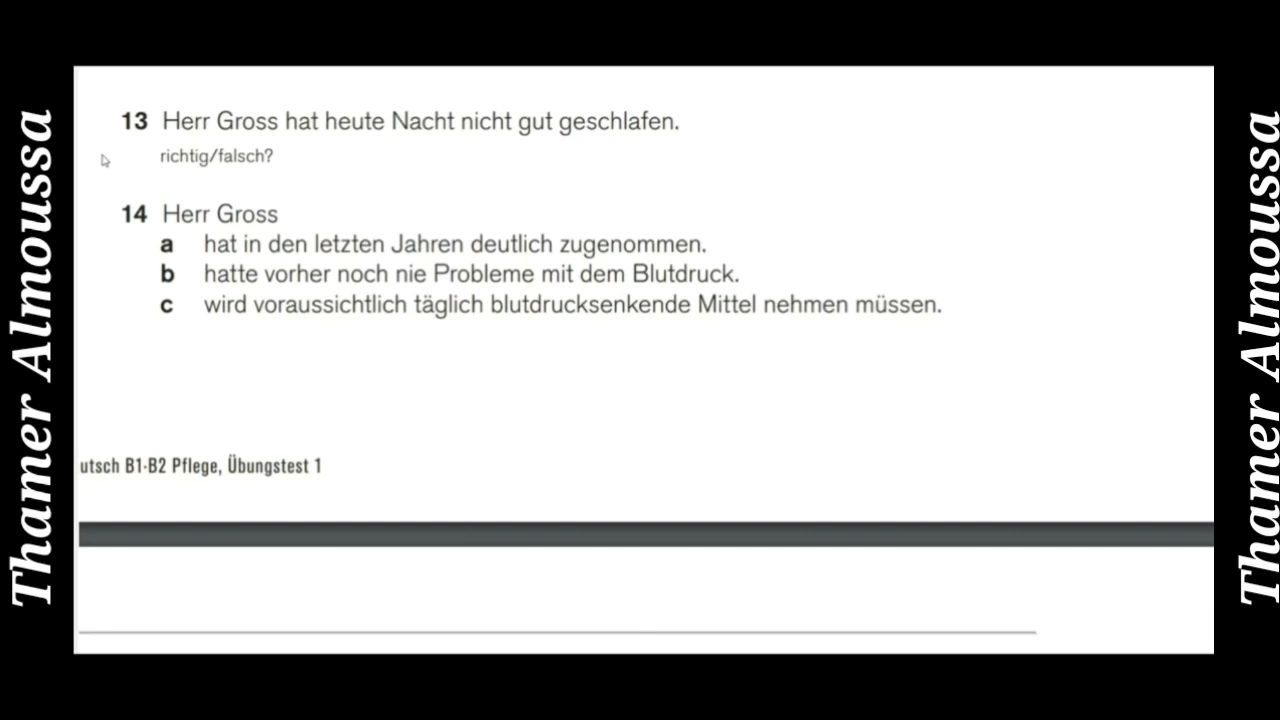 Thamer Almoussa
13 Herr Gross hat heute Nacht nicht gut geschlafen.
richtig/falsch?
14 Herr Gross
a hat in den letzten Jahren deutlich zugenommen.
b hatte vorher noch nie Probleme mit dem Blutdruck.
c wird voraussichtlich täglich blutdrucksenkende Mittel nehmen müssen.
utsch B1·B2 Pflege, Übungstest 1
Thamer Almoussa